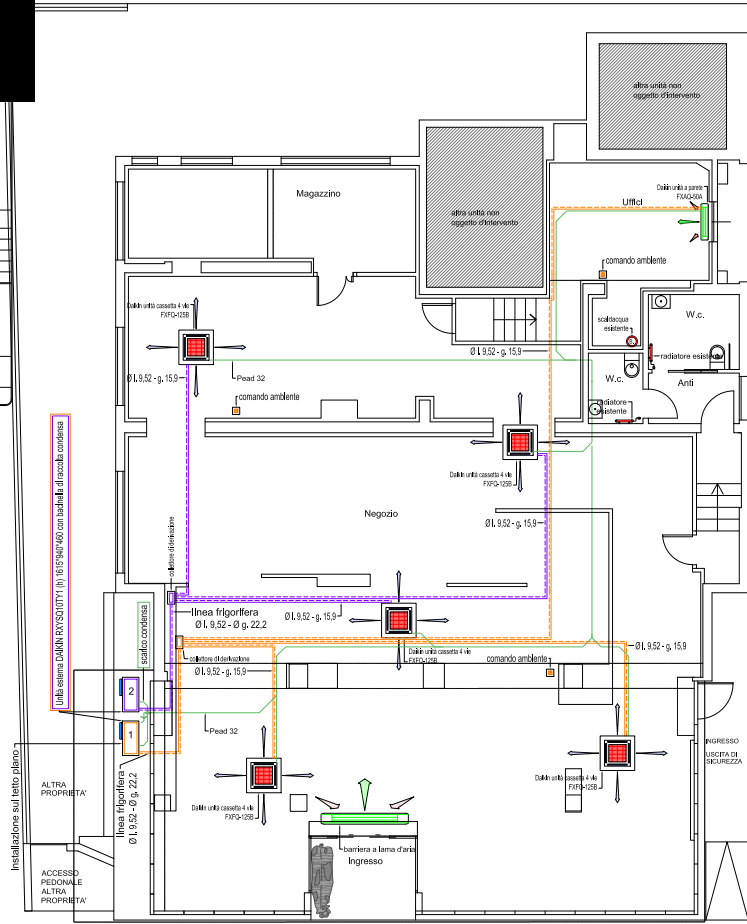 altra unità non
oggetto d'intervento
Magazzino
altra unità non
oggetto d'intervento
Uffici
Daikin unità a parete
FXAQ-50A
comando ambiente
Daikin unità cassetta 4 vie
FXFQ-125B
scaldacqua
esistente
W.c.
Ø l. 9,52 - g. 15,9
radiatore esistente
Ø l. 9,52 - g. 15,9
Pead 32
W.c.
Anti
comando ambiente
radiatore
esistente
Daikin unità cassetta 4 vie
FXFQ-125B
Negozio
Ø l. 9,52 - g. 15,9
Unità esterna DAIKIN RXYSQ10TY1 (h) 1615*940*460 con badnella di raccolta condensa
collettore di derivazione
scarico condensa
linea frigorifera
Ø l. 9,52 - Ø g. 22,2
Ø l. 9,52 - g. 15,9
Ø l. 9,52 - g. 15,9
collettore di derivazione
Ø l. 9,52 - g. 15,9
Daikin unità cassetta 4 vie
FXFQ-125B
comando ambiente
2
1
Pead 32
INGRESSO
USCITA DI
SICUREZZA
Installazione sul tetto piano
linea frigorifera
Ø l. 9,52 - Ø g. 22,2
ALTRA
PROPRIETA'
Daikin unità cassetta 4 vie
FXFQ-125B
Daikin unità cassetta 4 vie
FXFQ-125B
barriera a lama d'aria
Ingresso
ACCESSO
PEDONALE
ALTRA
PROPRIETA'